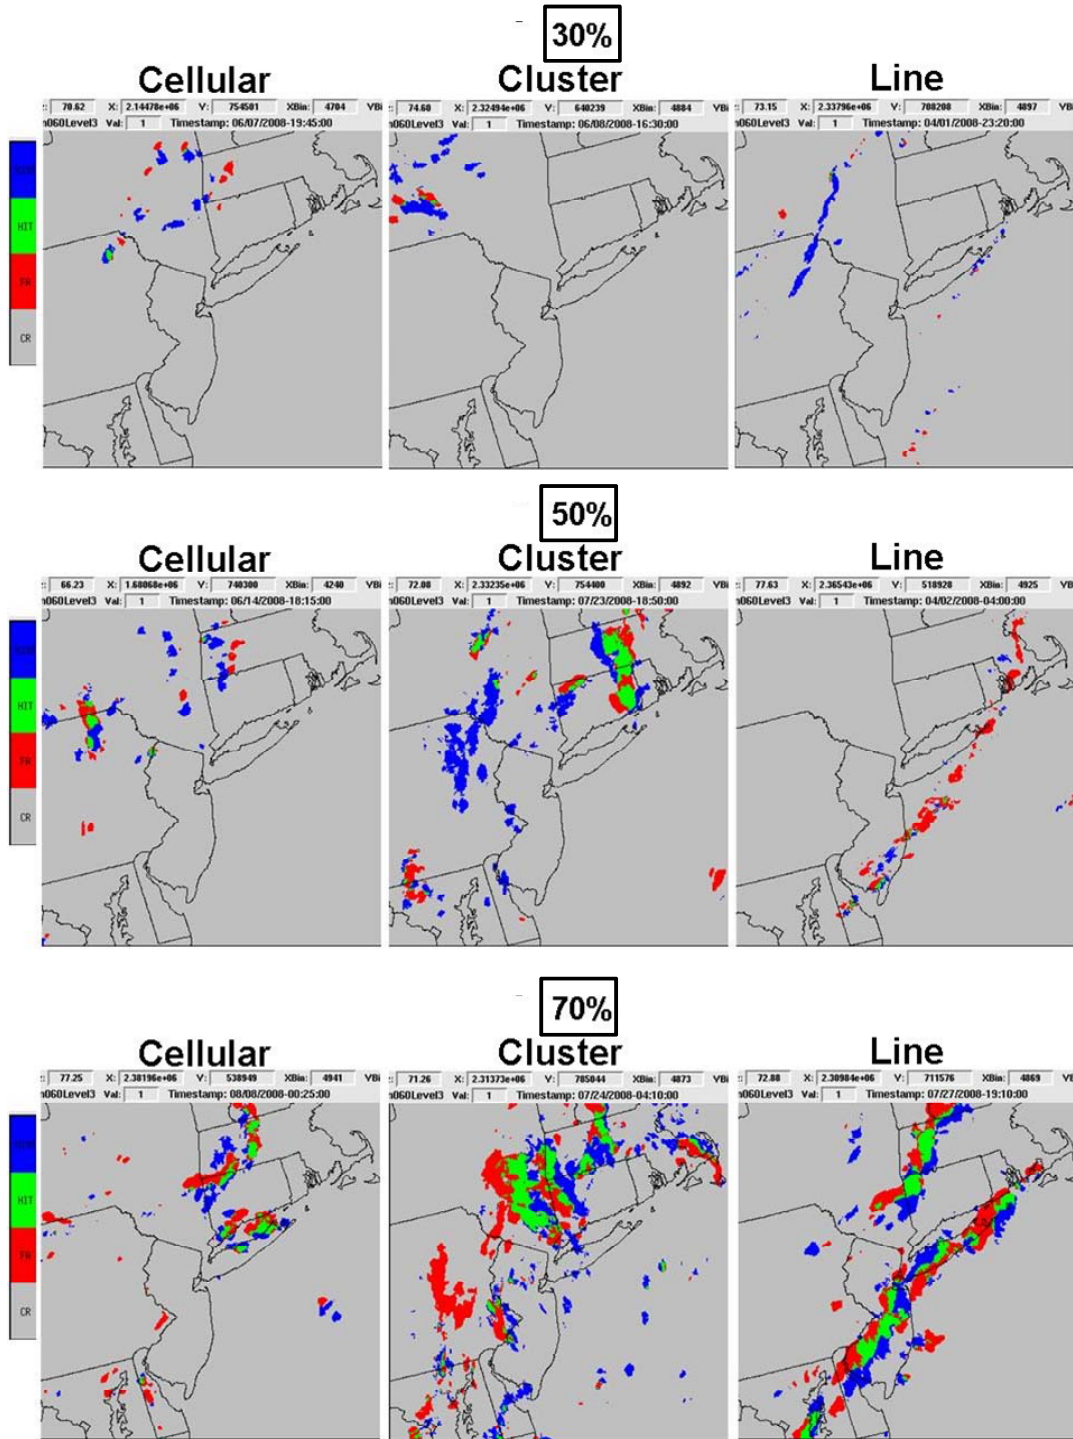 30%
Cellular
Cluster
Line
70.62 X: 2.14478e+06 Y: 754501 XBin: 4704
n060Level3 Val: 1 Timestamp: 06/07/2008-19:45:00
74.60 X: 2.32494e+06 Y: 640239 XBin: 4884
n060Level3 Val: 1 Timestamp: 06/08/2008-16:30:00
73.15 X: 2.33796e+06 Y: 708208 XBin: 4897
n060Level3 Val: 1 Timestamp: 04/01/2008-23:20:00
HIT
FA
CR
50%
Cellular
Cluster
Line
66.23 X: 1.68068e+06 Y: 740300 XBin: 4240
n060Level3 Val: 1 Timestamp: 06/14/2008-18:15:00
72.08 X: 2.33235e+06 Y: 754400 XBin: 4892
n060Level3 Val: 1 Timestamp: 07/23/2008-18:50:00
77.63 X: 2.36543e+06 Y: 518928 XBin: 4925
n060Level3 Val: 1 Timestamp: 04/02/2008-04:00:00
HIT
FA
CR
70%
Cellular
Cluster
Line
77.25 X: 2.38196e+06 Y: 538949 XBin: 4941
n060Level3 Val: 1 Timestamp: 08/08/2008-00:25:00
71.26 X: 2.31373e+06 Y: 785044 XBin: 4873
n060Level3 Val: 1 Timestamp: 07/24/2008-04:10:00
72.88 X: 2.30984e+06 Y: 711576 XBin: 4869
n060Level3 Val: 1 Timestamp: 07/27/2008-19:10:00
HIT
FA
CR